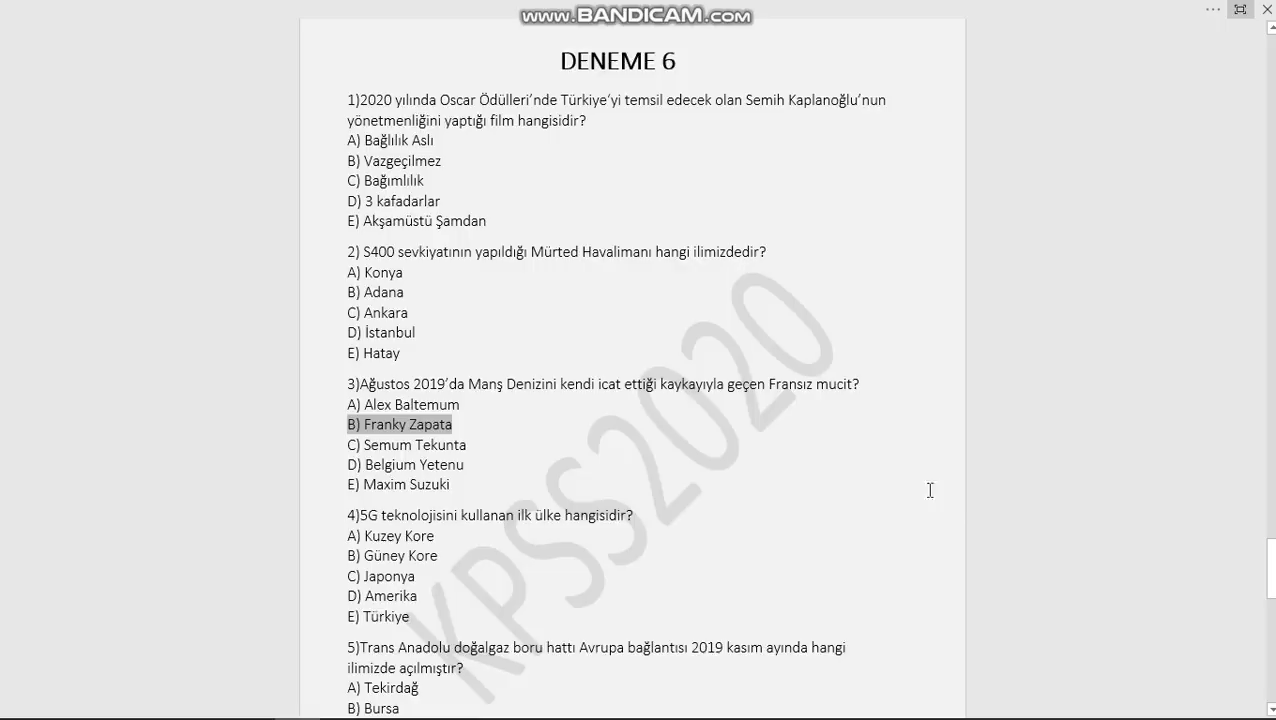 www.BANDICAM.com
DENEME 6
1)2020 yılında Oscar Ödülleri’nde Türkiye’yi temsil edecek olan Semih Kaplanoğlu’nun
yönetmenliğini yaptığı film hangisidir?
A) Bağlılık Aslı
B) Vazgeçilmez
C) Bağımlılık
D) 3 kafadarlar
E) Akşamüstü Şamdan
2) S400 sevkiyatının yapıldığı Mürted Havalimanı hangi ilimizdedir?
A) Konya
B) Adana
C) Ankara
D) İstanbul
E) Hatay
3)Ağustos 2019’da Manş Denizini kendi icat ettiği kaykayıyla geçen Fransız mucit?
A) Alex Baltemum
B) Franky Zapata
C) Semum Tekunta
D) Belgium Yetenu
E) Maxim Suzuki
4)5G teknolojisini kullanan ilk ülke hangisidir?
A) Kuzey Kore
B) Güney Kore
C) Japonya
D) Amerika
E) Türkiye
5)Trans Anadolu doğalgaz boru hattı Avrupa bağlantısı 2019 kasım ayında hangi
ilimizde açılmıştır?
A) Tekirdağ
B) Bursa
KPSS2020